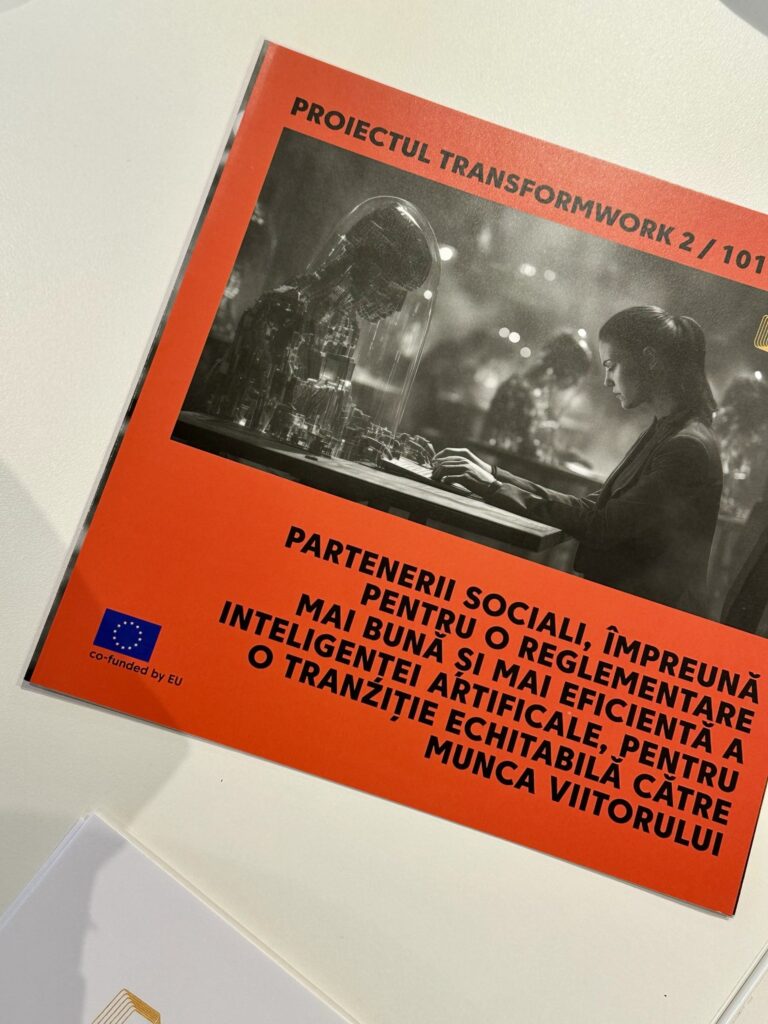 PROIECTUL TRANSFORMWORK 2 / 101
PARTENERII SOCIALI, ÎMPREUNĂ
PENTRU O REGLEMENTARE
MAI BUNĂ ȘI MAI EFICIENTĂ A
INTELIGENȚEI ARTIFICALE, PENTRU
O TRANZIȚIE ECHITABILĂ CĂTRE
MUNCA VIITORULUI
co-funded by EU